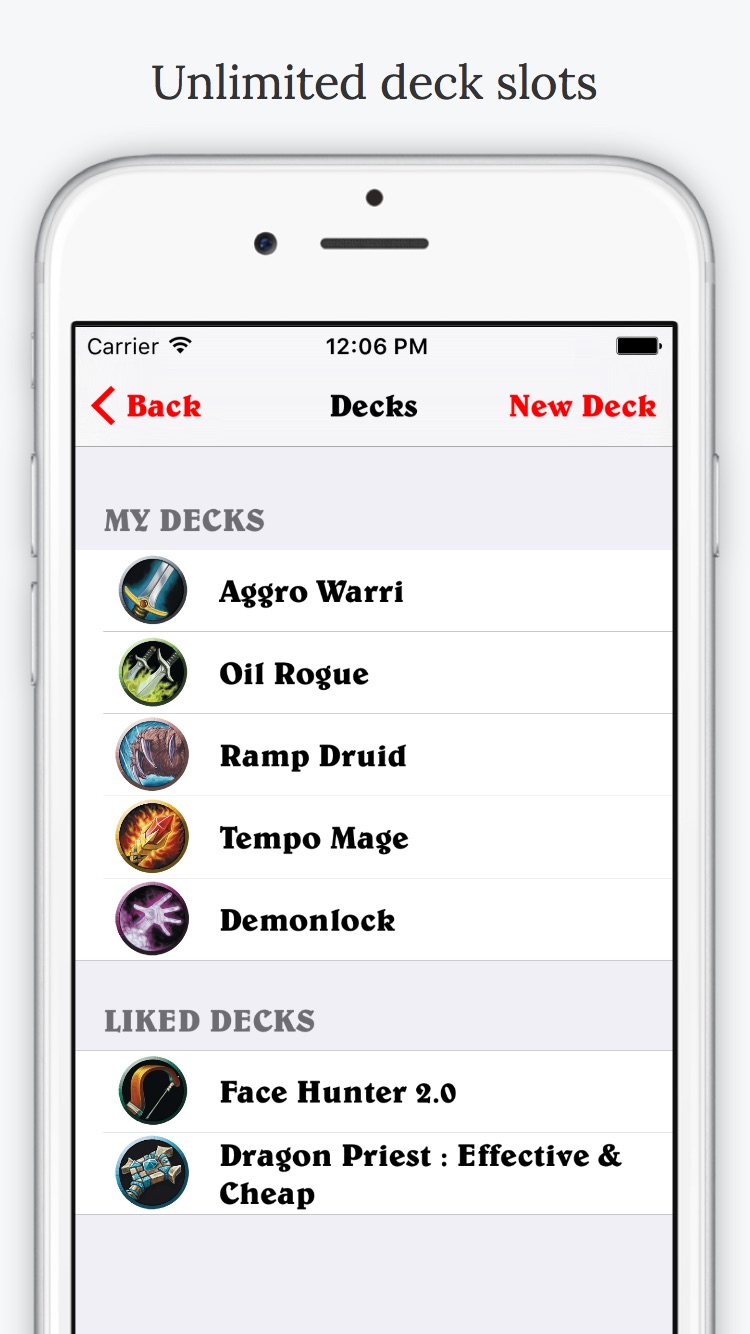 Unlimited deck slots
Carrier 12:06 PM
Back Decks New Deck
MY DECKS
Aggro Warri
Oil Rogue
Ramp Druid
Tempo Mage
Demonlock
LIKED DECKS
Face Hunter 2.0
Dragon Priest : Effective &
Cheap